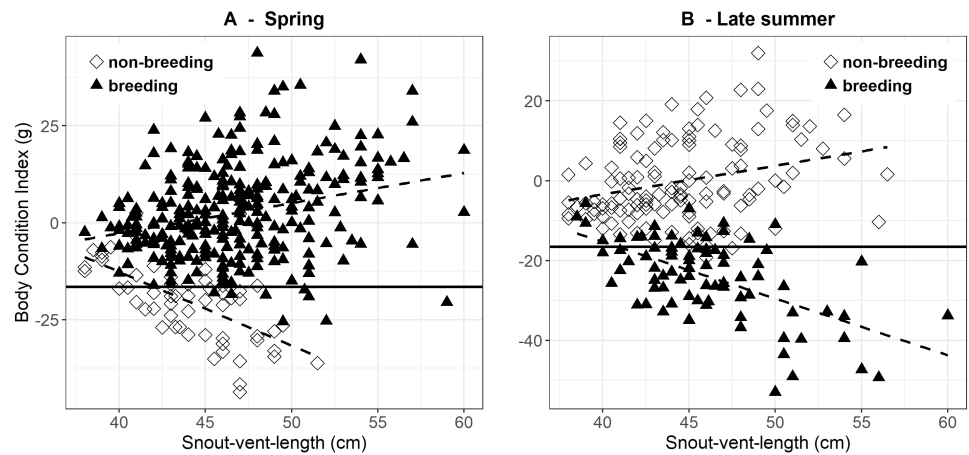 A - Spring
B - Late summer
non-breeding
breeding
non-breeding
breeding
Body Condition Index (g)
25
0
-25
20
0
-20
-40
40
45
50
55
60
40
45
50
55
60
Snout-vent-length (cm)
Snout-vent-length (cm)